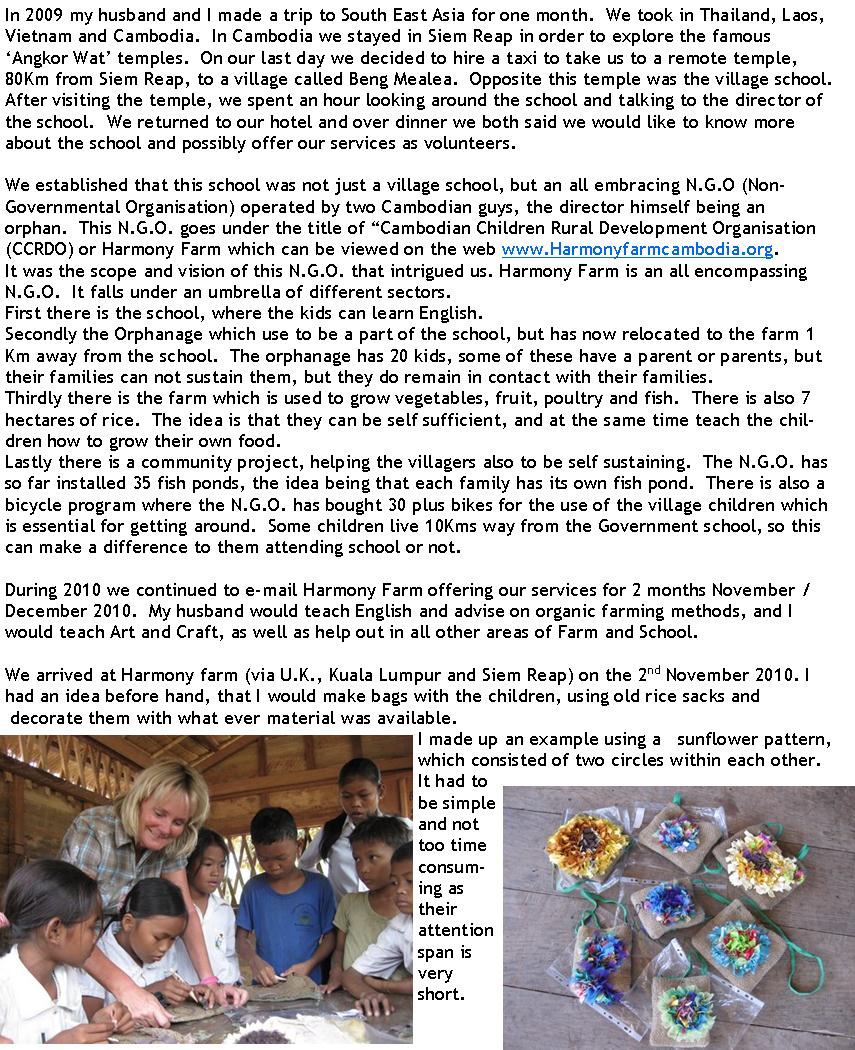 In 2009 my husband and I made a trip to South East Asia for one month.  We took in Thailand, Laos,
Vietnam and Cambodia.  In Cambodia we stayed in Siem Reap in order to explore the famous
‘Angkor Wat’ temples.  On our last day we decided to hire a taxi to take us to a remote temple,
80Km from Siem Reap, to a village called Beng Mealea.  Opposite this temple was the village school.
After visiting the temple, we spent an hour looking around the school and talking to the director of
the school.  We returned to our hotel and over dinner we both said we would like to know more
about the school and possibly offer our services as volunteers.

We established that this school was not just a village school, but an all embracing N.G.O (Non-
Governmental Organisation) operated by two Cambodian guys, the director himself being an
orphan.  This N.G.O. goes under the title of “Cambodian Children Rural Development Organisation
(CCRDO) or Harmony Farm which can be viewed on the web www.Harmonyfarmcambodia.org.
It was the scope and vision of this N.G.O. that intrigued us. Harmony Farm is an all encompassing
N.G.O.  It falls under an umbrella of different sectors.
First there is the school, where the kids can learn English.
Secondly the Orphanage which use to be a part of the school, but has now relocated to the farm 1
Km away from the school.  The orphanage has 20 kids, some of these have a parent or parents, but
their families can not sustain them, but they do remain in contact with their families.
Thirdly there is the farm which is used to grow vegetables, fruit, poultry and fish.  There is also 7
hectares of rice.  The idea is that they can be self sufficient, and at the same time teach the chil-
dren how to grow their own food.
Lastly there is a community project, helping the villagers also to be self sustaining.  The N.G.O. has
so far installed 35 fish ponds, the idea being that each family has its own fish pond.  There is also a
bicycle program where the N.G.O. has bought 30 plus bikes for the use of the village children which
is essential for getting around.  Some children live 10Kms way from the Government school, so this
can make a difference to them attending school or not.

During 2010 we continued to e-mail Harmony Farm offering our services for 2 months November /
December 2010.  My husband would teach English and advise on organic farming methods, and I
would teach Art and Craft, as well as help out in all other areas of Farm and School.

We arrived at Harmony farm (via U.K., Kuala Lumpur and Siem Reap) on the 2nd November 2010. I
had an idea before hand, that I would make bags with the children, using old rice sacks and
decorate them with what ever material was available.
I made up an example using a   sunflower pattern,
which consisted of two circles within each other.
It had to
be simple
and not
too time
consum-
ing as
their
attention
span is
very
short.